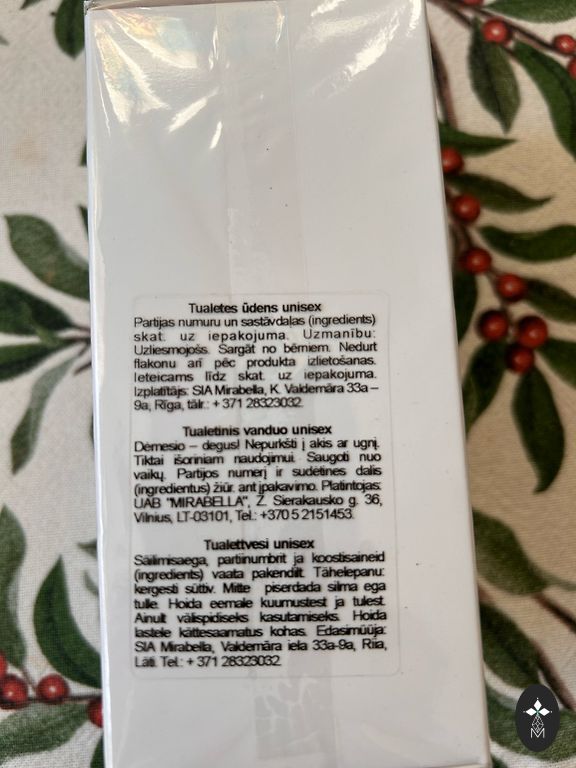 Tualetes ūdens unisex
Partijas numuru un sastāvdaļas (ingredients)
skat. uz iepakojuma. Uzmanību:
Uzliesmojošs. Sargāt no bērniem. Nedurt
flakonu arī pēc produkta izlietošanas.
Ieteicams līdz skat. uz iepakojuma.
Izplatītājs: SIA Mirabella, K. Valdemāra 33a –
9a, Rīga, tālr.: + 371 28323032.
Tualetinis vanduo unisex
Dėmesio – degus! Nepurkšti į akis ar ugnį.
Tiktai išoriniam naudojimui. Saugoti nuo
vaikų. Partijos numerį ir sudėtines dalis
(ingredientus) žiūr. ant įpakavimo. Platintojas:
UAB "MIRABELLA", Z. Sierakausko g. 36,
Vilnius, LT-03101, Tel.: +370 5 2151453.
Tualettvesi unisex
Säilimisaega, partiinumbrit ja koostisaineid
(ingredients) vaata pakendilt. Tähelepanu:
kergesti süttiv. Mitte piserdada silma ega
tulle. Hoida eemale kuumustest ja tulest.
Ainult välispidiseks kasutamiseks. Hoida
lastele kättesaamatus kohas. Edasimüüja:
SIA Mirabella, Valdemāra iela 33a-9a, Riia,
Läti. Tel.: + 371 28323032.
M